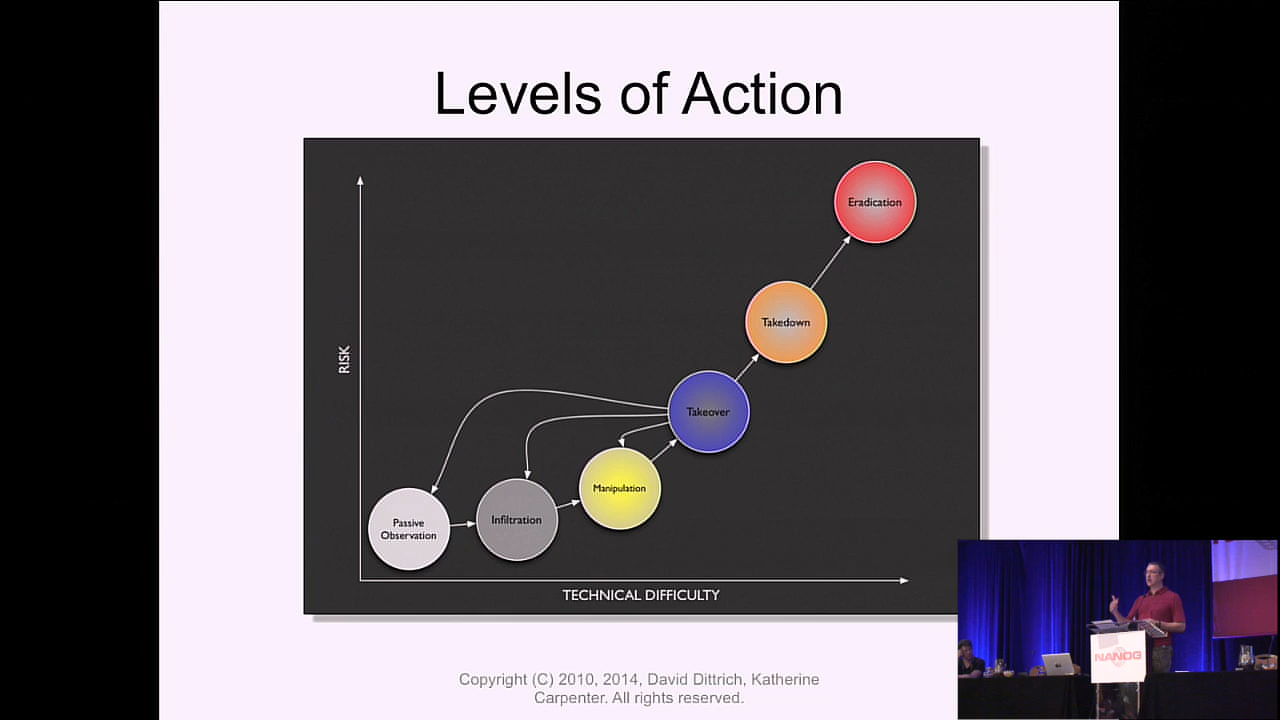 Levels of Action
Eradication
Takedown
RISK
Takeover
Manipulation
Infiltration
Passive
Observation
TECHNICAL DIFFICULTY
NANOG
Copyright (C) 2010, 2014, David Dittrich, Katherine
Carpenter. All rights reserved.